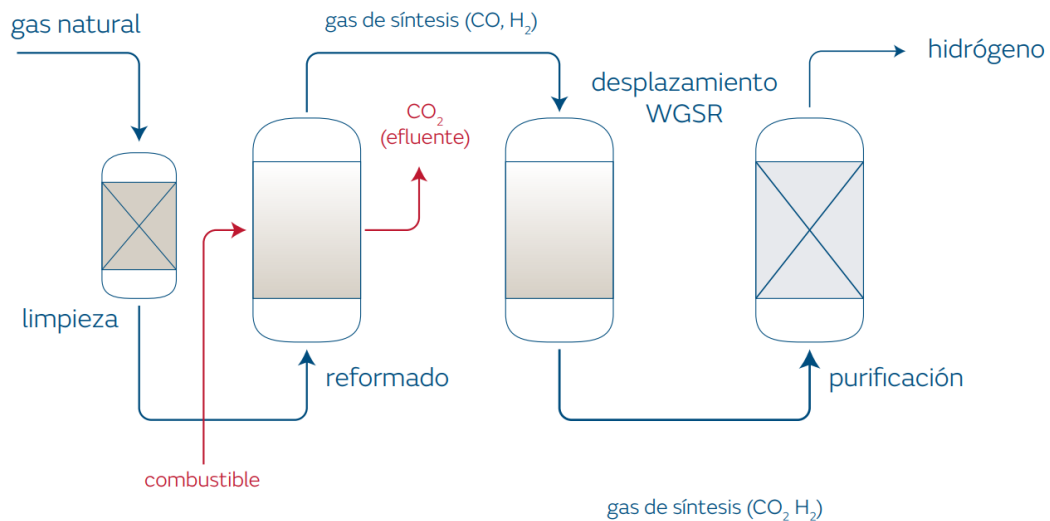 gas natural
gas de síntesis (CO, H₂)
hidrógeno
desplazamiento
WGSR
CO₂
(efluente)
limpieza
reformado
purificación
combustible
gas de síntesis (CO₂ H₂)